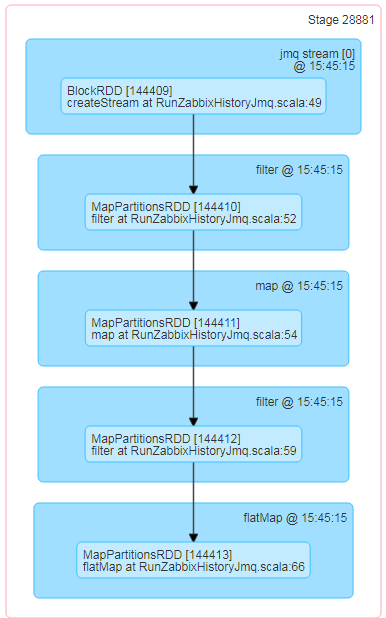 Stage 28881
jmq stream [0]
@ 15:45:15
BlockRDD [144409]
createStream at RunZabbixHistoryJmq.scala:49
filter @ 15:45:15
MapPartitionsRDD [144410]
filter at RunZabbixHistoryJmq.scala:52
map @ 15:45:15
MapPartitionsRDD [144411]
map at RunZabbixHistoryJmq.scala:54
filter @ 15:45:15
MapPartitionsRDD [144412]
filter at RunZabbixHistoryJmq.scala:59
flatMap @ 15:45:15
MapPartitionsRDD [144413]
flatMap at RunZabbixHistoryJmq.scala:66